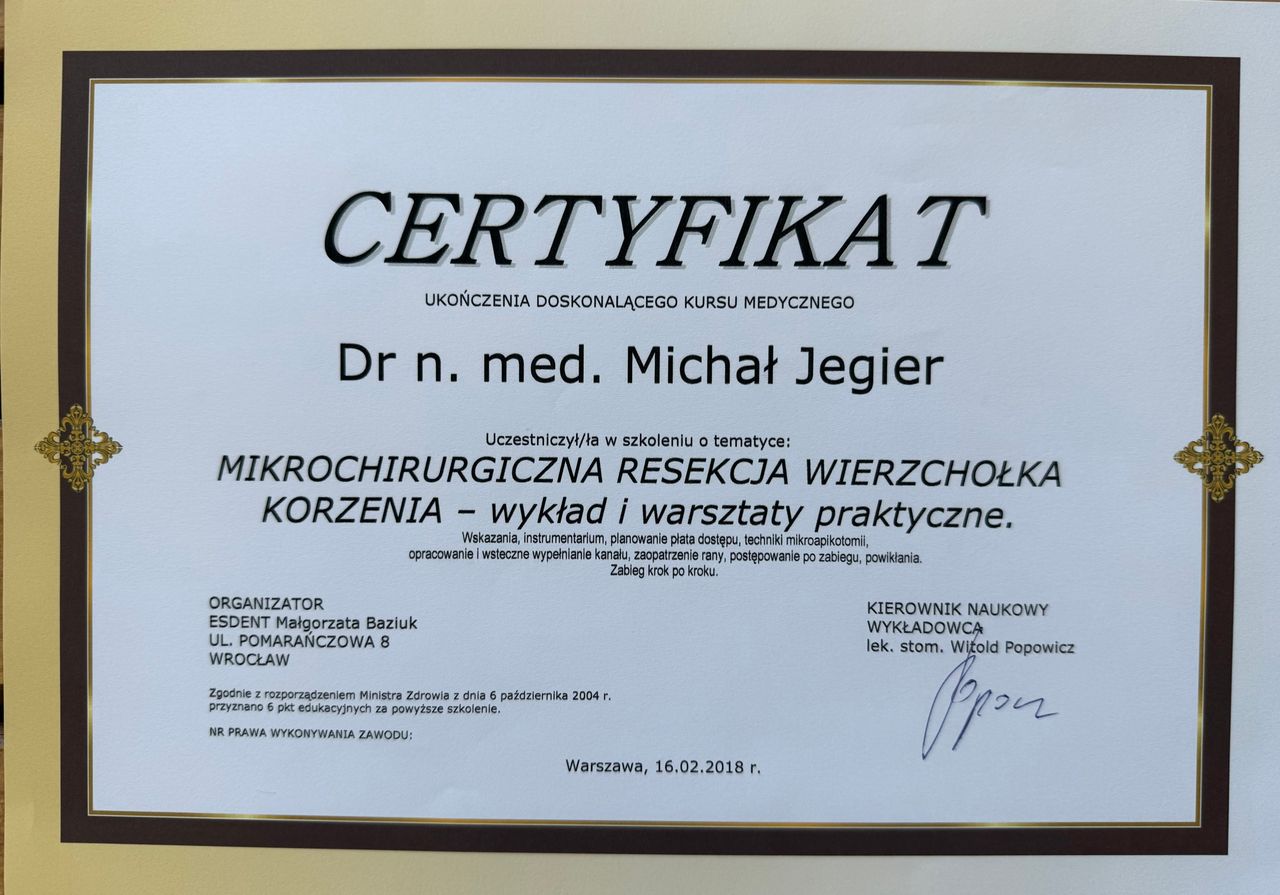 CERTYFIKAT
UKOŃCZENIA DOSKONALĄCEGO KURSU MEDYCZNEGO
Dr n. med. Michał Jegier
Uczestniczył/ła w szkoleniu o tematyce:
MIKROCHIRURGICZNA RESEKCJA WIERZCHOŁKA
KORZENIA – wykład i warsztaty praktyczne.
Wskazania, instrumentarium, planowanie płata dostępu, techniki mikroapikotomii,
opracowanie i wsteczne wypełnianie kanału, zaopatrzenie rany, postępowanie po zabiegu, powikłania.
Zabieg krok po kroku.
ORGANIZATOR
ESDENT Małgorzata Baziuk
UL. POMARAŃCZOWA 8
WROCŁAW
KIEROWNIK NAUKOWY
WYKŁADOWCA
lek. stom. Witold Popowicz
Zgodnie z rozporządzeniem Ministra Zdrowia z dnia 6 października 2004 r.
przyznano 6 pkt edukacyjnych za powyższe szkolenie.
NR PRAWA WYKONYWANIA ZAWODU:
Warszawa, 16.02.2018 r.